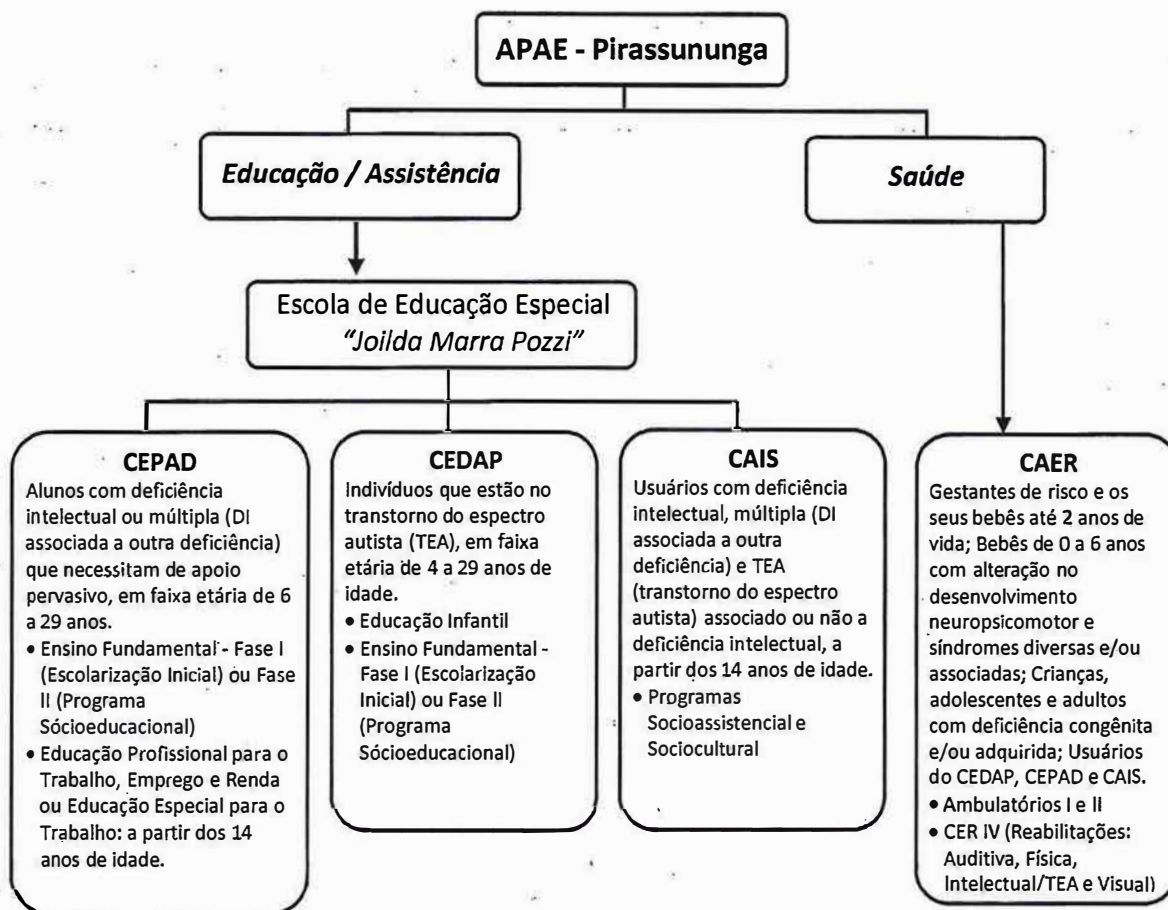 APAE - Pirassununga
Educação / Assistência
Saúde
Escola de Educação Especial
"Joilda Marra Pozzi"
CEPAD
Alunos com deficiência
intelectual ou múltipla (DI
associada a outra deficiência)
que necessitam de apoio
pervasivo, em faixa etária de 6
a 29 anos.
• Ensino Fundamental - Fase I
(Escolarização Inicial) ou Fase
II (Programa
Sócioeducacional)
• Educação Profissional para o
Trabalho, Emprego e Renda
ou Educação Especial para o
Trabalho: a partir dos 14
anos de idade.
CEDAP
Indivíduos que estão no
transtorno do espectro
autista (TEA), em faixa
etária de 4 a 29 anos de
idade.
• Educação Infantil
• Ensino Fundamental -
Fase I (Escolarização
Inicial) ou Fase II
(Programa
Sócioeducacional)
CAIS
Usuários com deficiência
intelectual, múltipla (DI
associada a outra
deficiência) e TEA
(transtorno do espectro
autista) associado ou não a
deficiência intelectual, a
partir dos 14 anos de idade.
• Programas
Socioassistencial e
Sociocultural
CAER
Gestantes de risco e os
seus bebês até 2 anos de
vida; Bebês de 0 a 6 anos
com alteração no
desenvolvimento
neuropsicomotor e
síndromes diversas e/ou
associadas; Crianças,
adolescentes e adultos
com deficiência congênita
e/ou adquirida; Usuários
do CEDAP, CEPAD e CAIS.
• Ambulatórios I e II
• CER IV (Reabilitações:
Auditiva, Física,
Intelectual/TEA e Visual)